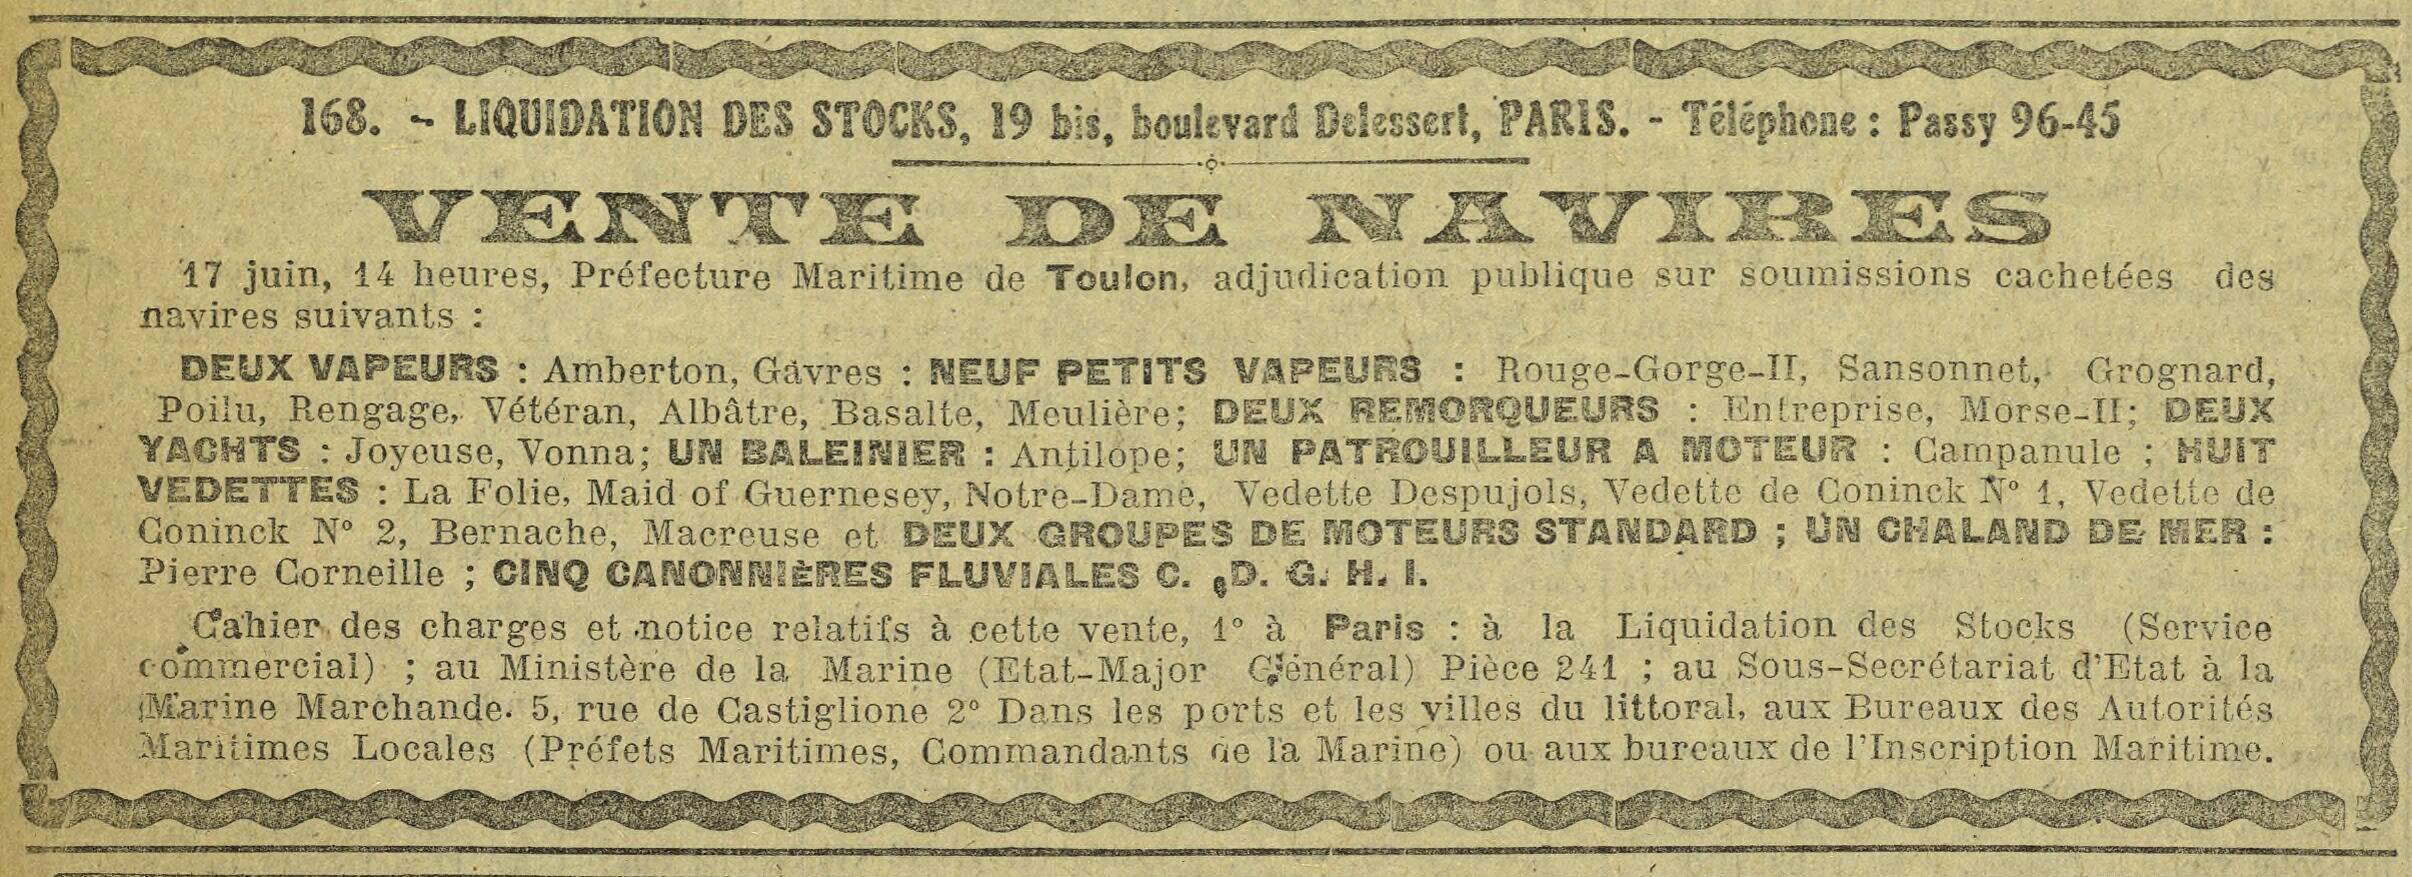 168. - LIQUIDATION DES STOCKS, 19 bis, boulevard Delessert, PARIS. - Téléphone : Passy 96-45
VENTE DE NAVIRES
17 juin, 14 heures, Préfecture Maritime de Toulon, adjudication publique sur soumissions cachetées des
navires suivants :
DEUX VAPEURS : Amberton, Gâvres : NEUF PETITS VAPEURS : Rouge-Gorge-II, Sansonnet, Grognard,
Poilu, Rengage, Vétéran, Albâtre, Basalte, Meulière; DEUX REMORQUEURS : Entreprise, Morse-II; DEUX
YACHTS : Joyeuse, Vonna; UN BALEINIER : Antilope; UN PATROUILLEUR A MOTEUR : Campanule ; HUIT
VEDETTES : La Folie, Maid of Guernesey, Notre-Dame, Vedette Despujols, Vedette de Coninck N° 1, Vedette de
Coninck N° 2, Bernache, Macreuse et DEUX GROUPES DE MOTEURS STANDARD ; UN CHALAND DE MER :
Pierre Corneille ; CINQ CANONNIÈRES FLUVIALES C. D. G. H. I.
Cahier des charges et notice relatifs à cette vente, 1° à Paris : à la Liquidation des Stocks (Service
commercial) ; au Ministère de la Marine (Etat-Major Général) Pièce 241 ; au Sous-Secrétariat d'Etat à la
Marine Marchande. 5, rue de Castiglione 2° Dans les ports et les villes du littoral, aux Bureaux des Autorités
Maritimes Locales (Préfets Maritimes, Commandants de la Marine) ou aux bureaux de l'Inscription Maritime.